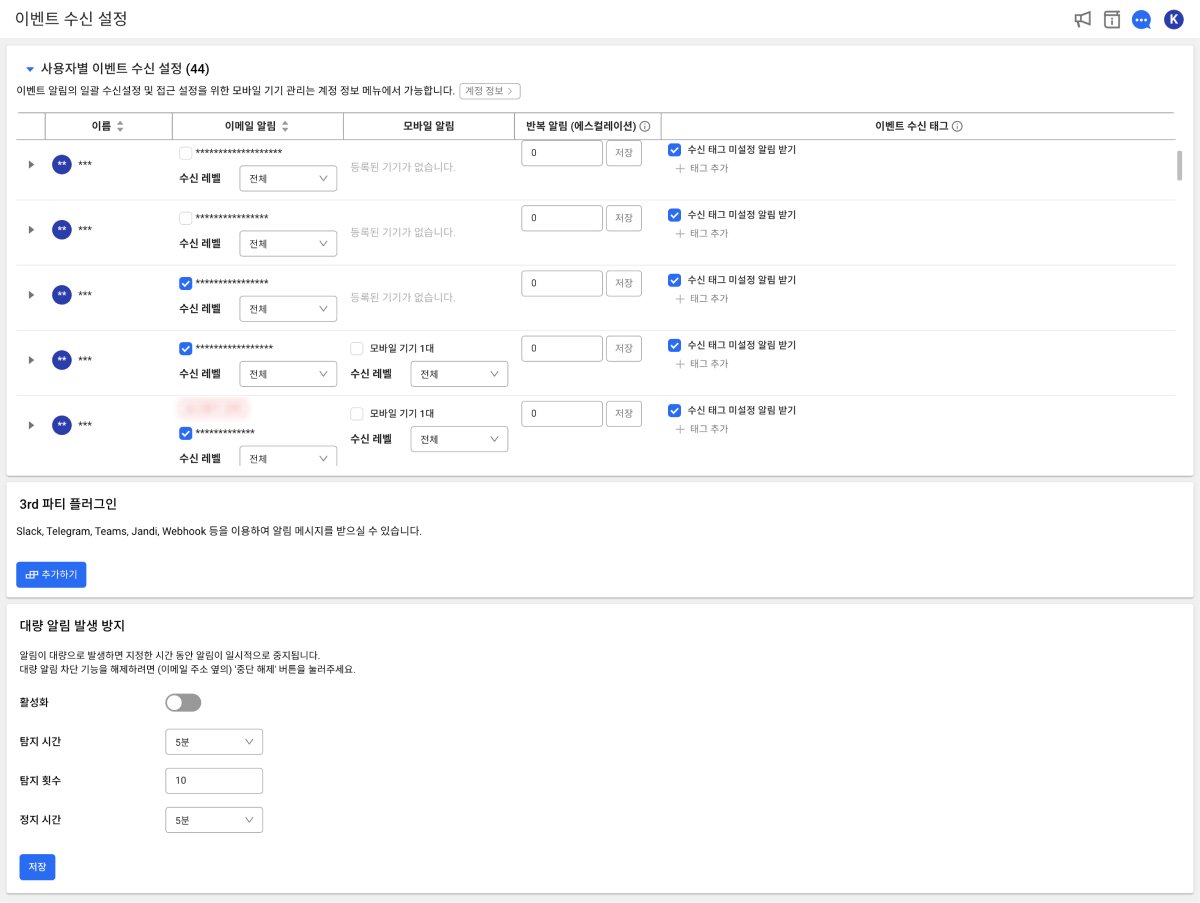 이벤트 수신 설정
K
사용자별 이벤트 수신 설정 (44)
이벤트 알림의 일괄 수신설정 및 접근 설정을 위한 모바일 기기 관리는 계정 정보 메뉴에서 가능합니다. 계정 정보 >
이름 이메일 알림 모바일 알림 반복 알림 (에스컬레이션) 이벤트 수신 태그
** *** ******************* 등록된 기기가 없습니다. 0 저장 수신 태그 미설정 알림 받기
수신 레벨 전체 + 태그 추가
** *** **************** 등록된 기기가 없습니다. 0 저장 수신 태그 미설정 알림 받기
수신 레벨 전체 + 태그 추가
** *** **************** 등록된 기기가 없습니다. 0 저장 수신 태그 미설정 알림 받기
수신 레벨 전체 + 태그 추가
** *** ***************** 모바일 기기 1대 0 저장 수신 태그 미설정 알림 받기
수신 레벨 전체 수신 레벨 전체 + 태그 추가
** *** ************* 모바일 기기 1대 0 저장 수신 태그 미설정 알림 받기
수신 레벨 전체 수신 레벨 전체 + 태그 추가
3rd 파티 플러그인
Slack, Telegram, Teams, Jandi, Webhook 등을 이용하여 알림 메시지를 받으실 수 있습니다.
추가하기
대량 알림 발생 방지
알림이 대량으로 발생하면 지정한 시간 동안 알림이 일시적으로 중지됩니다.
대량 알림 차단 기능을 해제하려면 (이메일 주소 옆의) '중단 해제' 버튼을 눌러주세요.
활성화
탐지 시간 5분
탐지 횟수 10
정지 시간 5분
저장